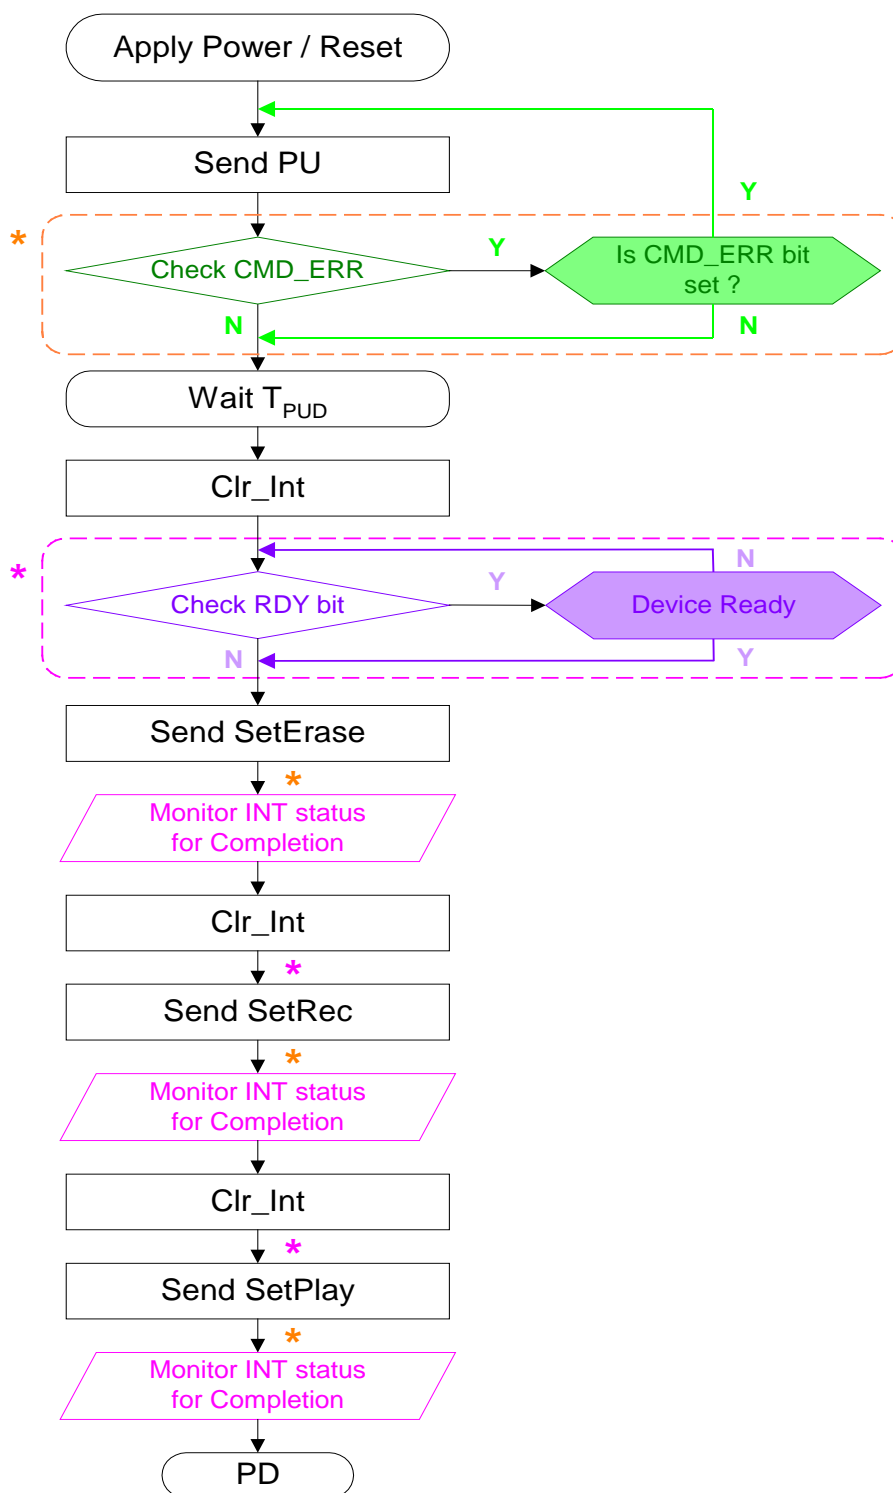 Apply Power / Reset
Send PU
Y
*
Check CMD_ERR
Y
Is CMD_ERR bit
set ?
N
N
Wait TPUD
Clr_Int
*
N
Check RDY bit
Y
Device Ready
N
Y
Send SetErase
*
Monitor INT status
for Completion
Clr_Int
*
Send SetRec
*
Monitor INT status
for Completion
Clr_Int
*
Send SetPlay
*
Monitor INT status
for Completion
PD